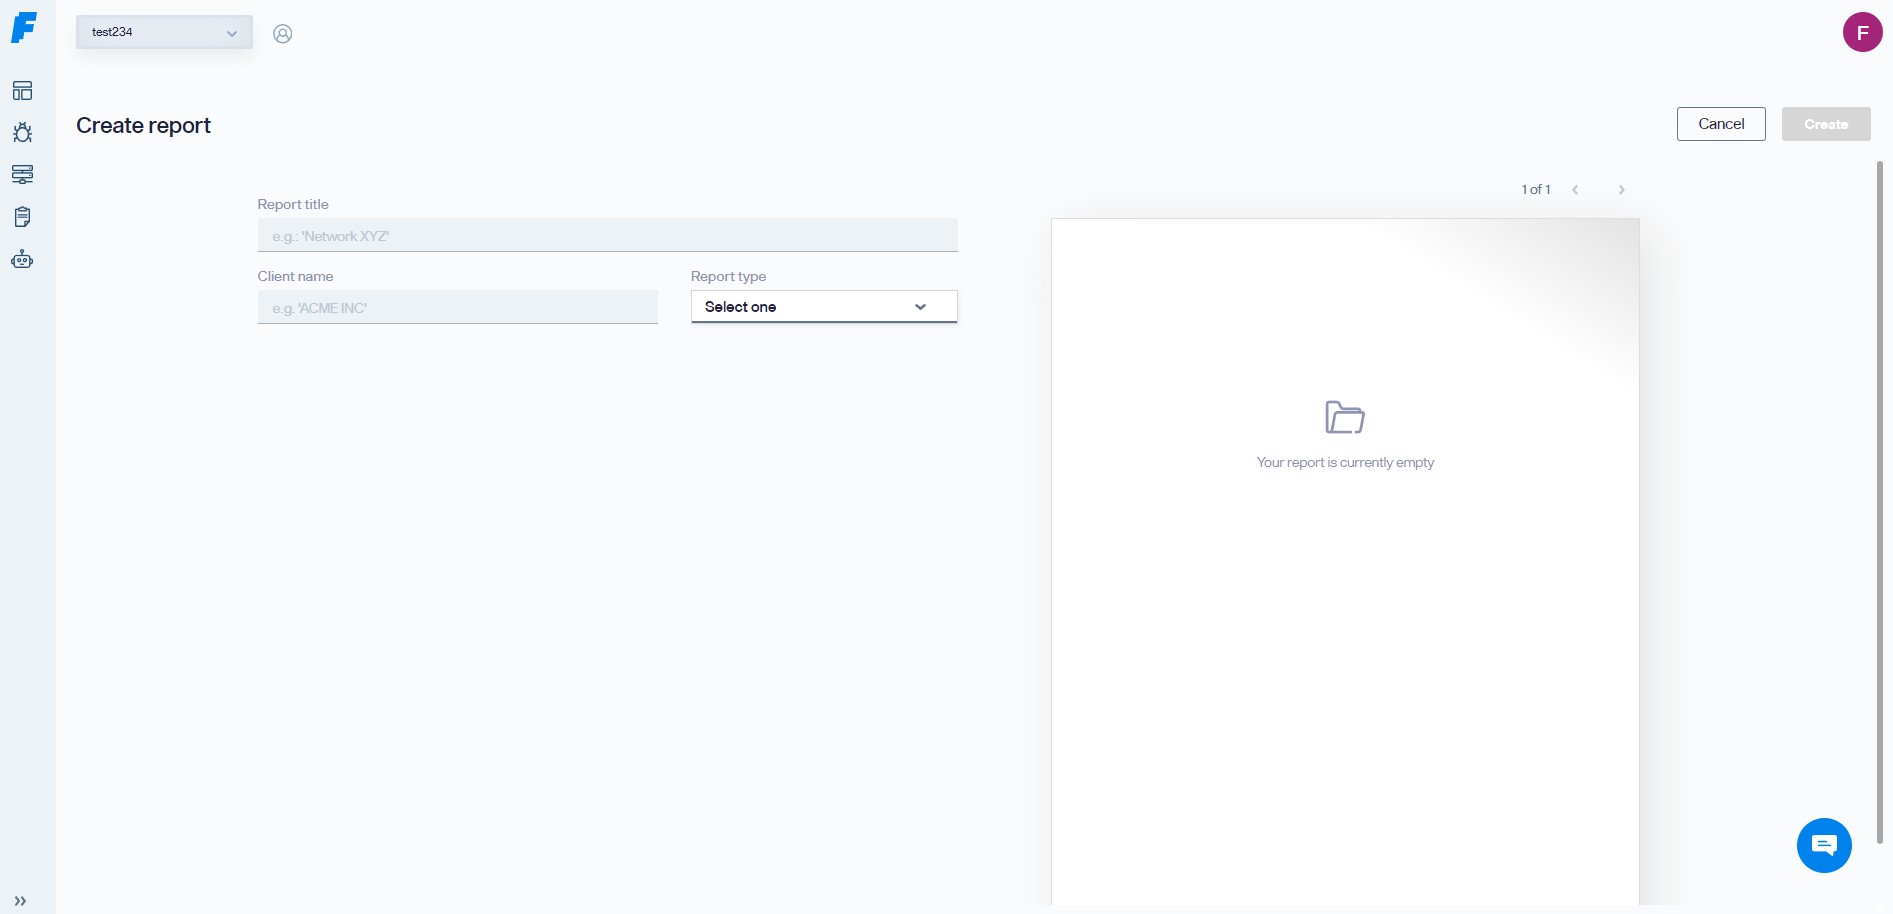 test234
F
Create report
Cancel
Create
1 of 1
Report title
e.g.: 'Network XYZ'
Client name
Report type
e.g. 'ACME INC'
Select one
Your report is currently empty